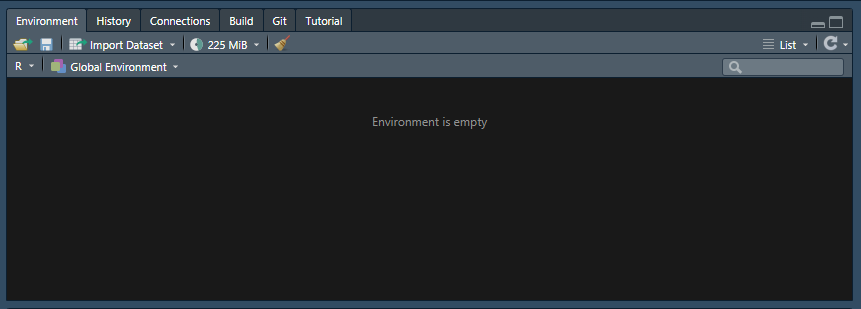 Environment History Connections Build Git Tutorial
Import Dataset 225 MiB List
R Global Environment
Environment is empty